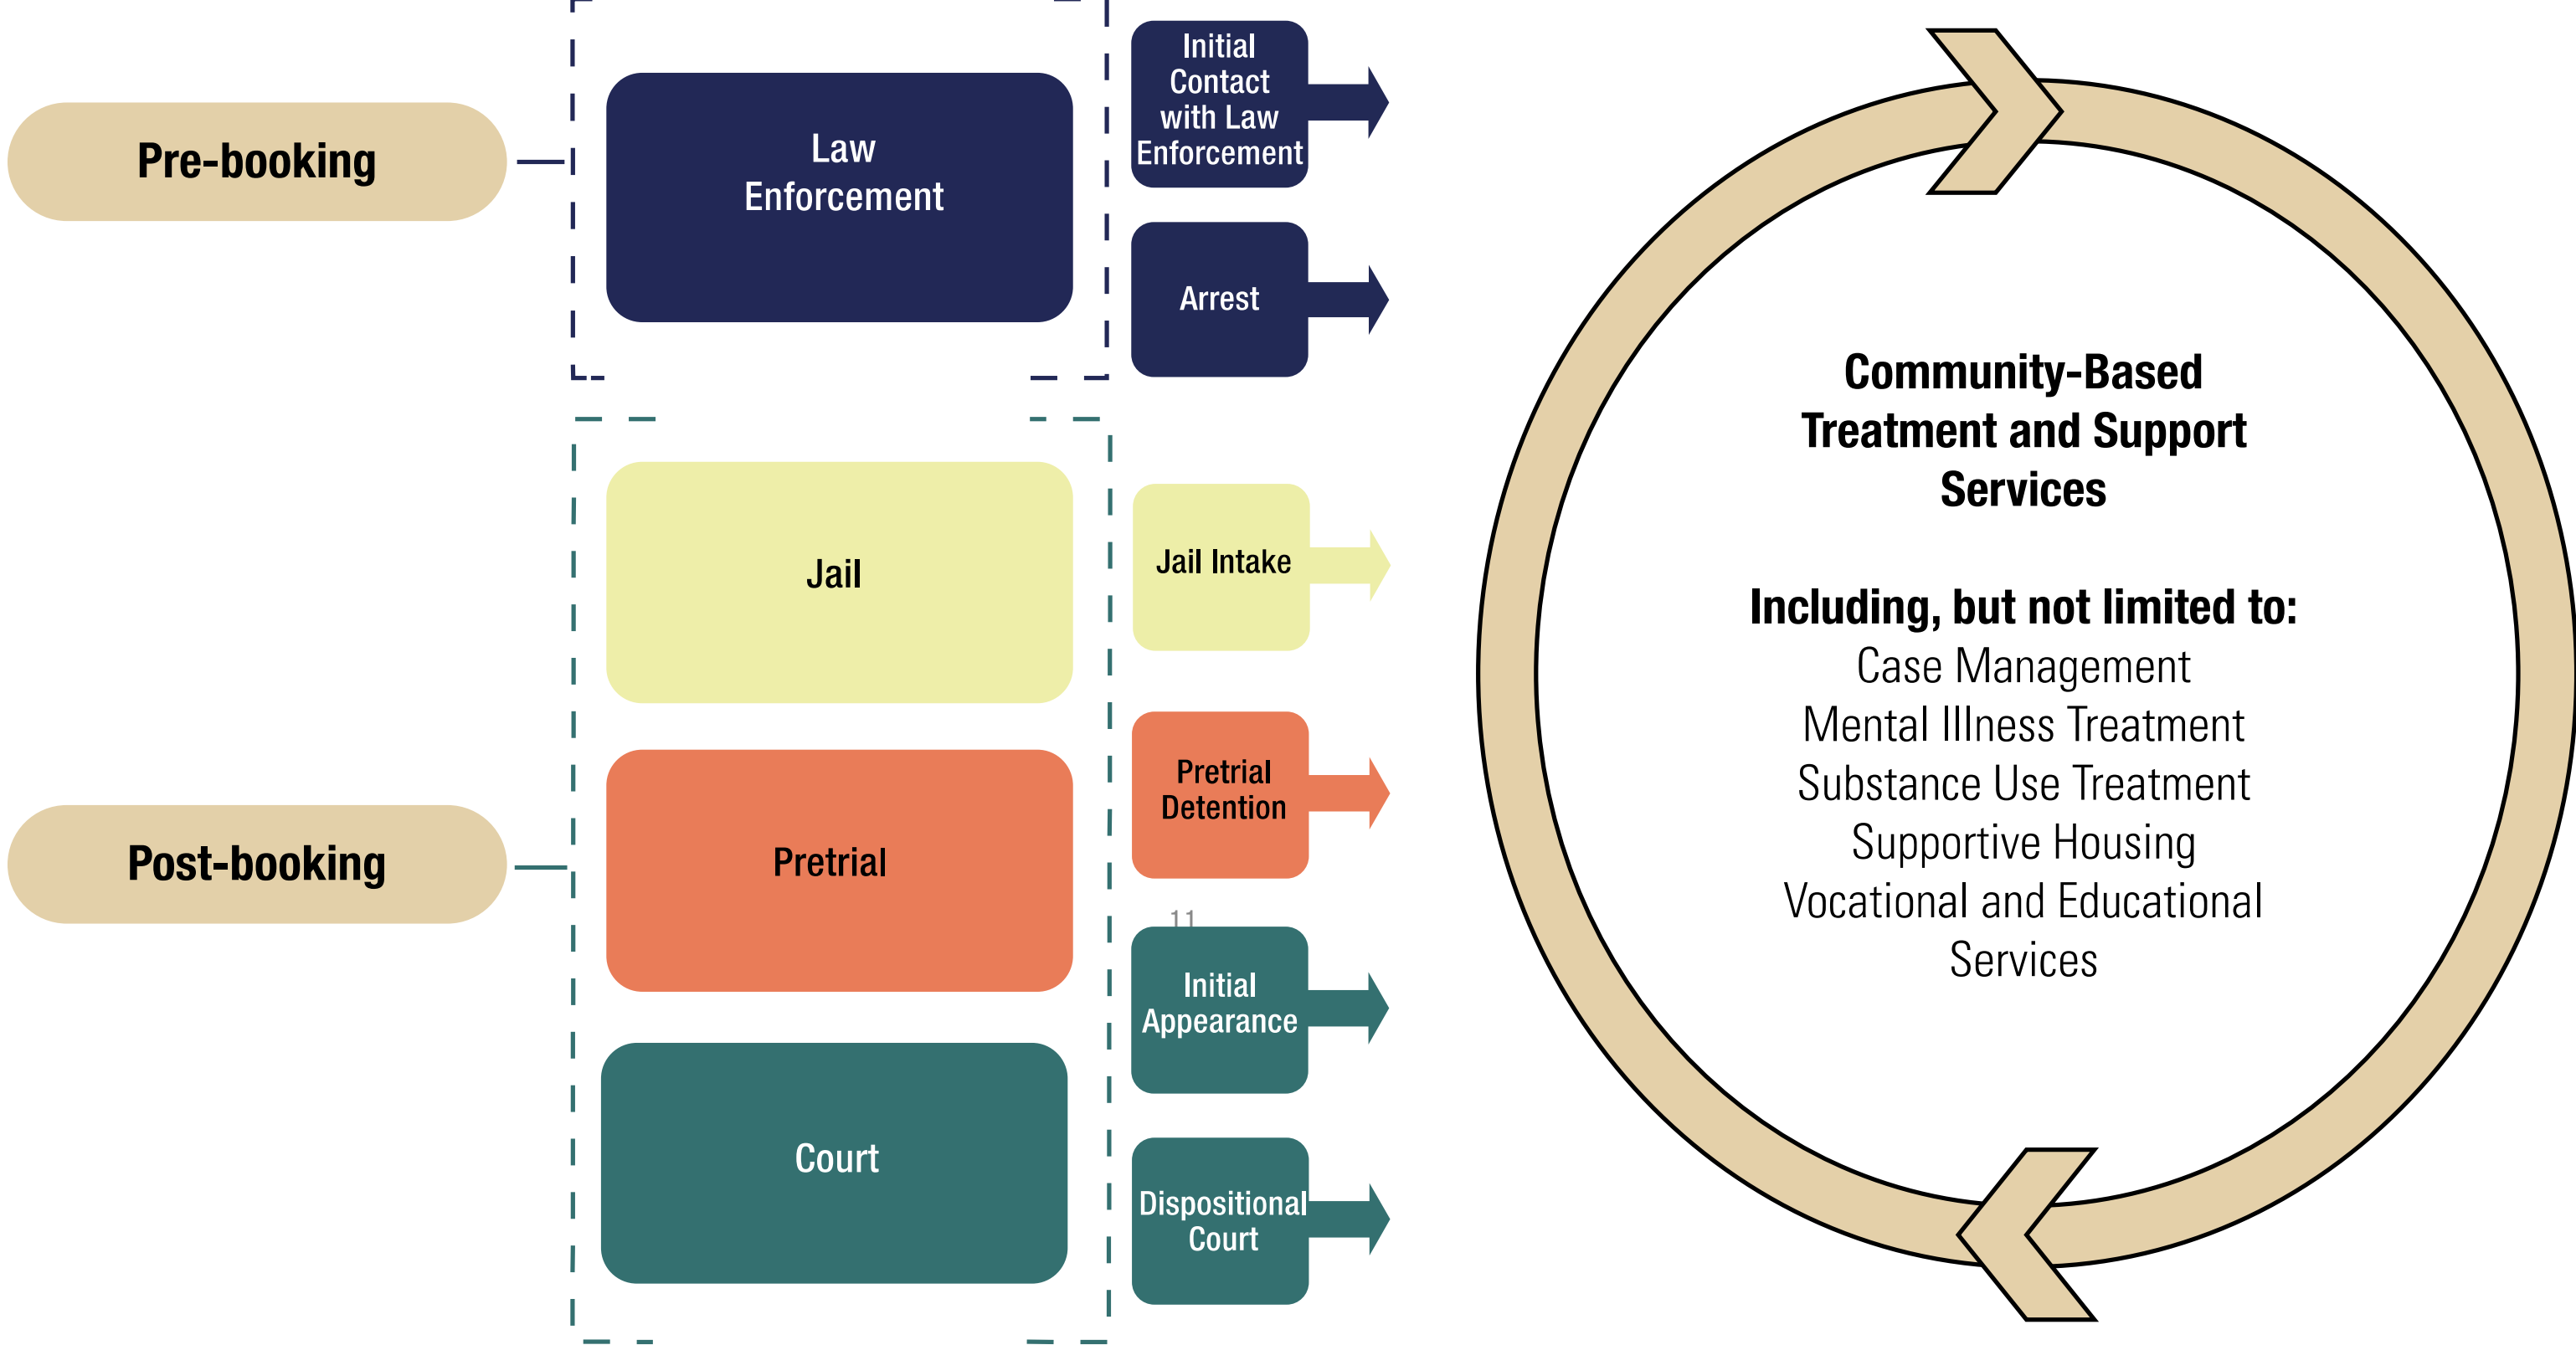 Pre-booking
Law
Enforcement
Initial
Contact
with Law
Enforcement
Arrest
Post-booking
Jail
Jail Intake
Pretrial
Pretrial
Detention
11
Court
Initial
Appearance
Dispositional
Court
Community-Based
Treatment and Support
Services
Including, but not limited to:
Case Management
Mental Illness Treatment
Substance Use Treatment
Supportive Housing
Vocational and Educational
Services